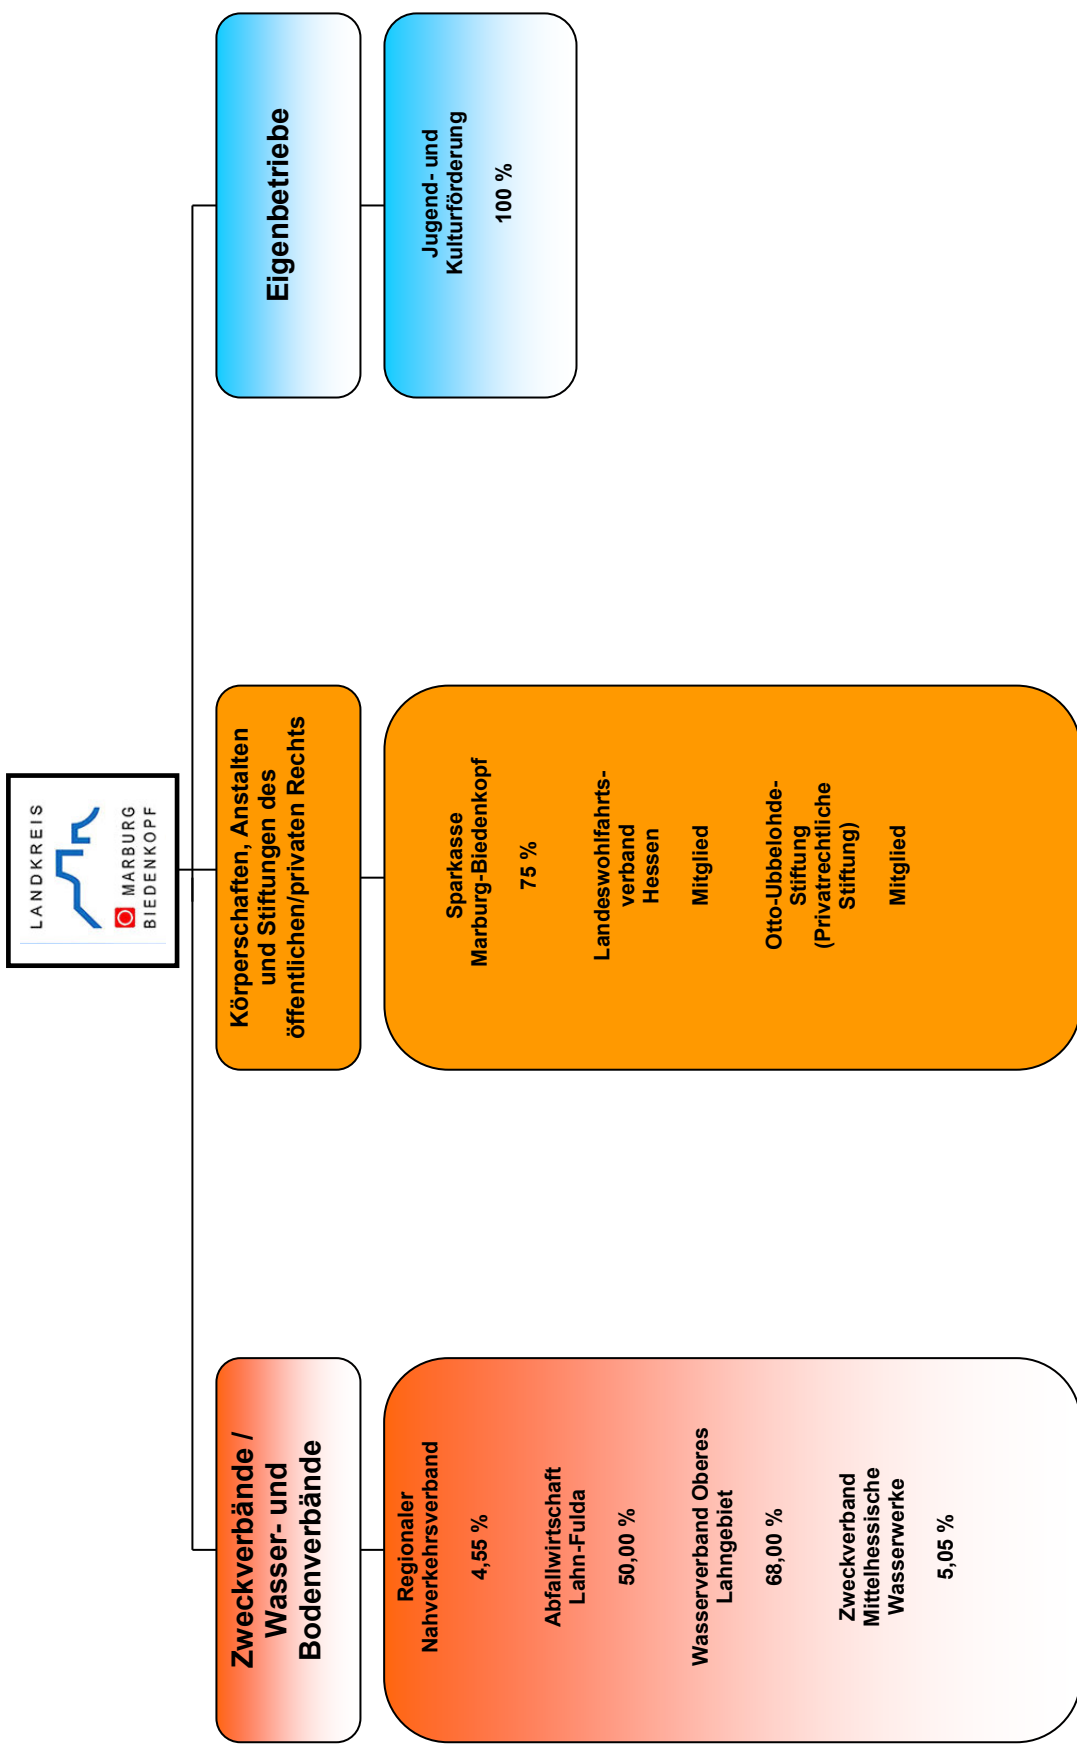 LANDKREIS
MARBURG
BIEDENKOPF
Zweckverbände /
Wasser- und
Bodenverbände
Regionaler
Nahverkehrsverband
4,55 %
Abfallwirtschaft
Lahn-Fulda
50,00 %
Wasserverband Oberes
Lahngebiet
68,00 %
Zweckverband
Mittelhessische
Wasserwerke
5,05 %
Körperschaften, Anstalten
und Stiftungen des
öffentlichen/privaten Rechts
Sparkasse
Marburg-Biedenkopf
75 %
Landeswohlfahrts-
verband
Hessen
Mitglied
Otto-Ubbelohde-
Stiftung
(Privatrechtliche
Stiftung)
Mitglied
Eigenbetriebe
Jugend- und
Kulturförderung
100 %